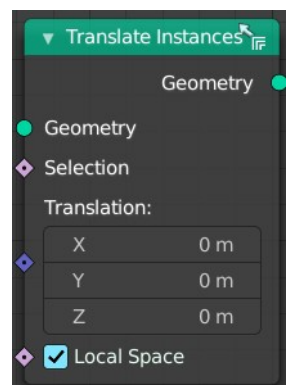 Translate Instances
Geometry
Geometry
Selection
Translation:
X 0 m
Y 0 m
Z 0 m
Local Space